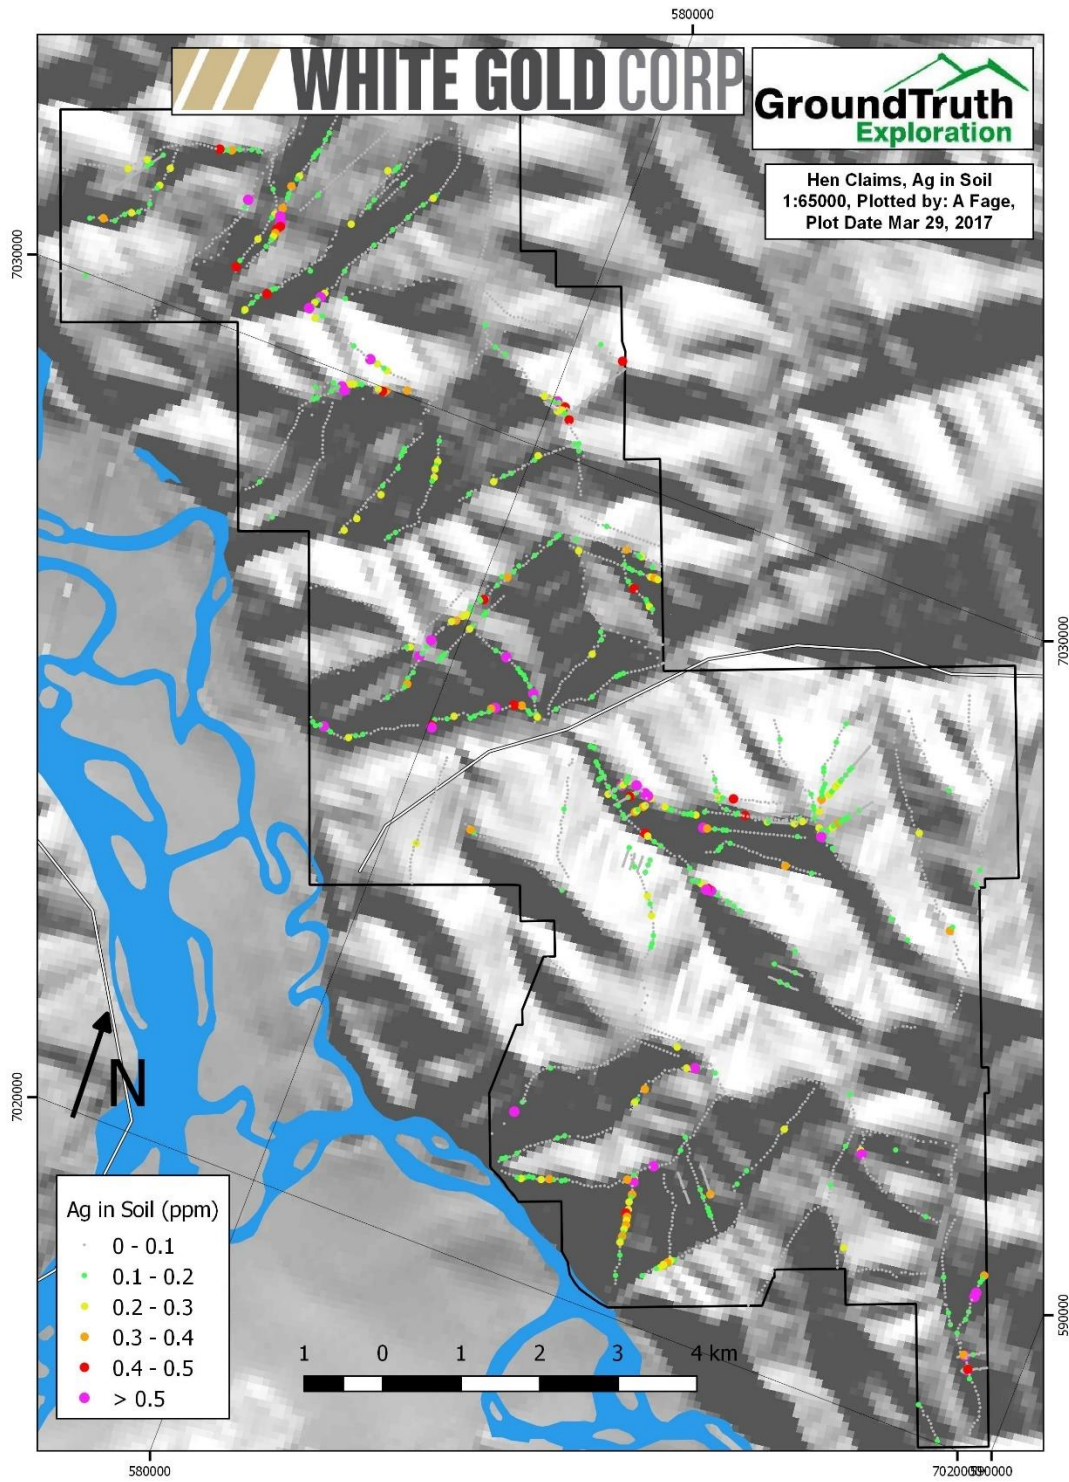 580000
WHITE GOLD CORP
GroundTruth
Exploration
Hen Claims, Ag in Soil
1:65000, Plotted by: A Fage,
Plot Date Mar 29, 2017
7030000
7030000
N
7020000
Ag in Soil (ppm)
0 - 0.1
0.1 - 0.2
0.2 - 0.3
0.3 - 0.4
0.4 - 0.5
> 0.5
1 0 1 2 3 4 km
590000
580000
7020000
590000